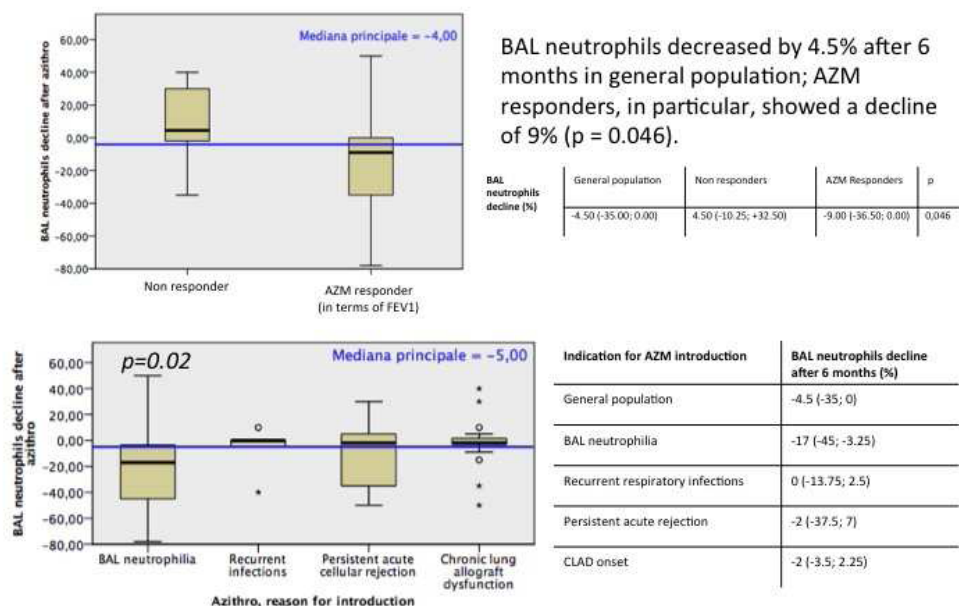 BAL neutrophils decline after azithro
60,00
40,00
20,00
0,00
-20,00
-40,00
-60,00
-80,00
Mediana principale = -4,00
Non responder
AZM responder
(in terms of FEV1)
BAL neutrophils decreased by 4.5% after 6
months in general population; AZM
responders, in particular, showed a decline
of 9% (p = 0.046).
BAL
neutrophils
decline (%)
General population Non responders AZM Responders p
-4.50 (-35.00; 0.00) 4.50 (-10.25; +32.50) -9.00 (-36.50; 0.00) 0,046
BAL neutrophils decline after
azithro
60,00
40,00
20,00
0,00
-20,00
-40,00
-60,00
-80,00
p=0.02
Mediana principale = -5,00
BAL neutrophilia
Recurrent
infections
Persistent acute
cellular rejection
Chronic lung
allograft
dysfunction
Azithro, reason for introduction
Indication for AZM introduction BAL neutrophils decline
after 6 months (%)
General population -4.5 (-35; 0)
BAL neutrophilia -17 (-45; -3.25)
Recurrent respiratory infections 0 (-13.75; 2.5)
Persistent acute rejection -2 (-37.5; 7)
CLAD onset -2 (-3.5; 2.25)